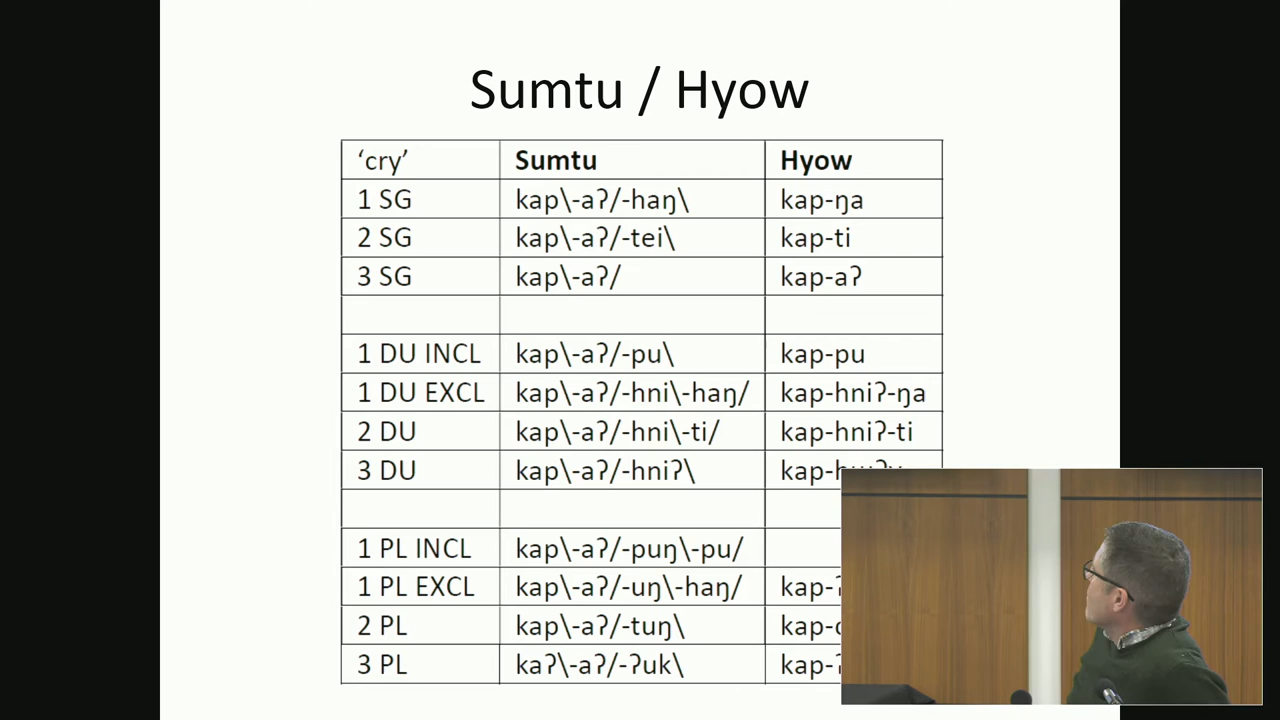 Sumtu / Hyow
‘cry’ Sumtu Hyow
1 SG kap\-aʔ/-haŋ\ kap-ŋa
2 SG kap\-aʔ/-tei\ kap-ti
3 SG kap\-aʔ/ kap-aʔ
1 DU INCL kap\-aʔ/-pu\ kap-pu
1 DU EXCL kap\-aʔ/-hni\-haŋ/ kap-hniʔ-ŋa
2 DU kap\-aʔ/-hni\-ti/ kap-hniʔ-ti
3 DU kap\-aʔ/-hniʔ\
1 PL INCL kap\-aʔ/-puŋ\-pu/
1 PL EXCL kap\-aʔ/-uŋ\-haŋ/
2 PL kap\-aʔ/-tuŋ\
3 PL kaʔ\-aʔ/-ʔuk\